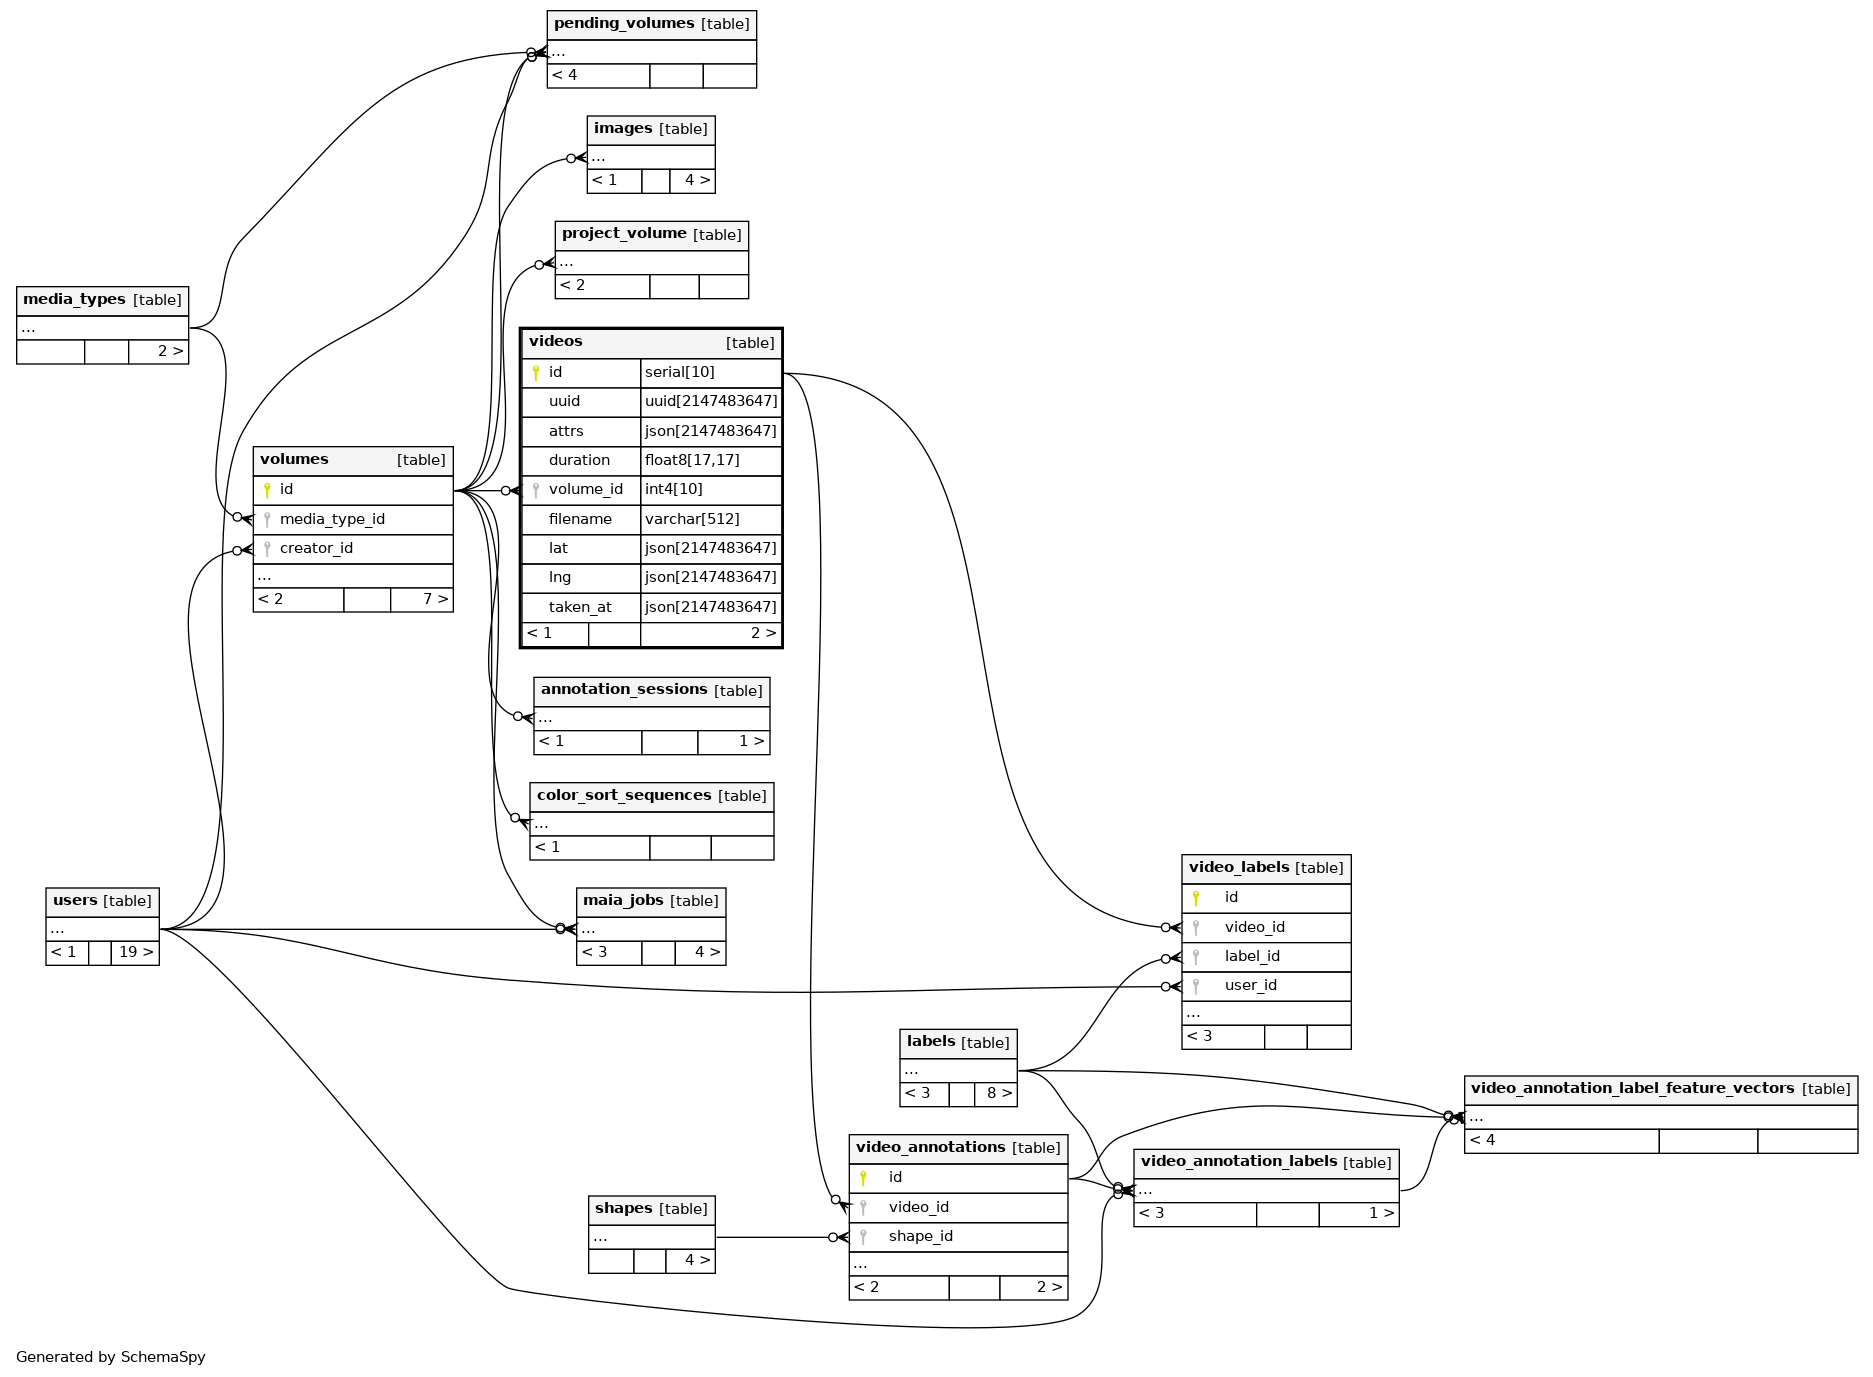 pending_volumes [table]
...
< 4
images [table]
...
< 1 4 >
project_volume [table]
...
< 2
media_types [table]
...
2 >
videos [table]
id serial[10]
uuid uuid[2147483647]
attrs json[2147483647]
duration float8[17,17]
volume_id int4[10]
filename varchar[512]
lat json[2147483647]
lng json[2147483647]
taken_at json[2147483647]
< 1 2 >
volumes [table]
id
media_type_id
creator_id
...
< 2 7 >
annotation_sessions [table]
...
< 1 1 >
color_sort_sequences [table]
...
< 1
users [table]
...
< 1 19 >
maia_jobs [table]
...
< 3 4 >
video_labels [table]
id
video_id
label_id
user_id
...
< 3
labels [table]
...
< 3 8 >
video_annotation_label_feature_vectors [table]
...
< 4
video_annotations [table]
id
video_id
shape_id
...
< 2 2 >
video_annotation_labels [table]
...
< 3 1 >
shapes [table]
...
4 >
Generated by SchemaSpy